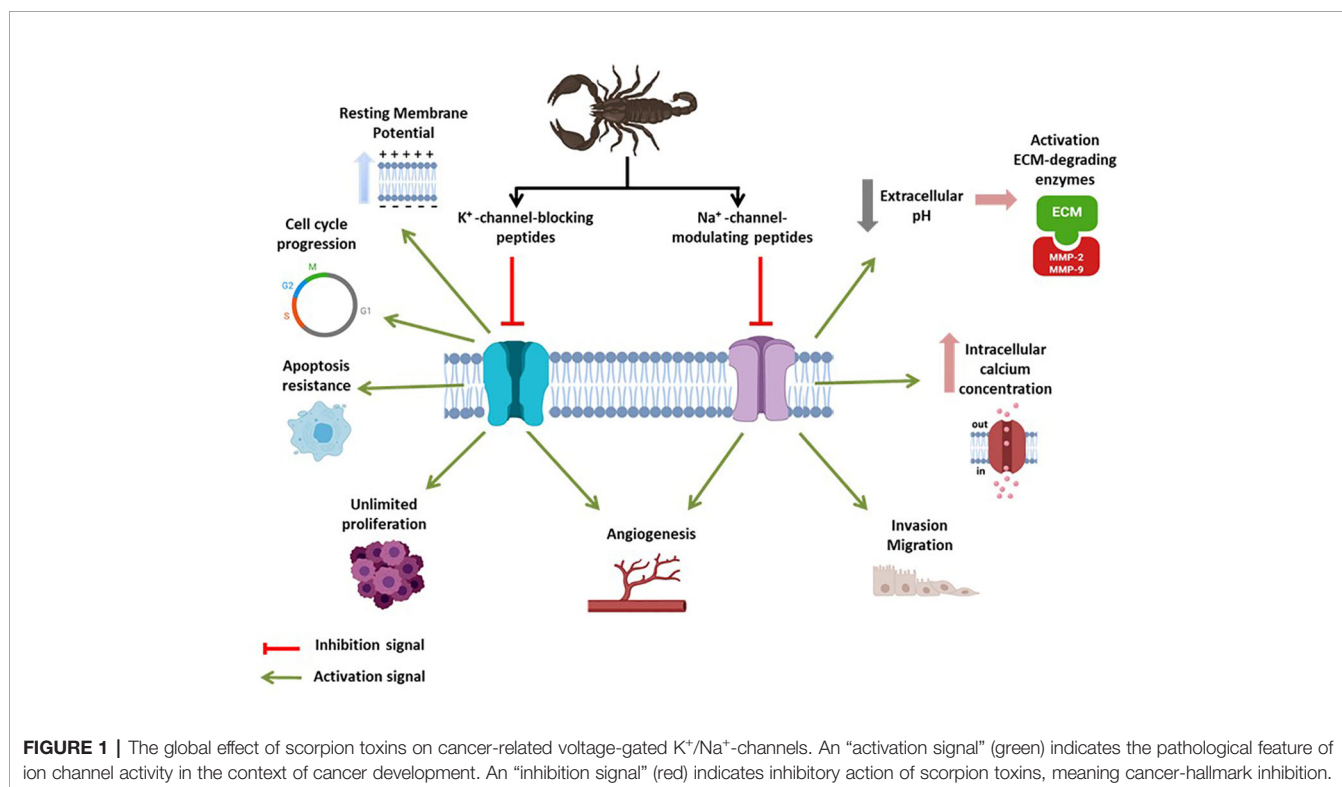 Resting Membrane
Potential
+ + + + +
– – – – –
Cell cycle
progression
M
G2
S
G1
Apoptosis
resistance
Unlimited
proliferation
K⁺-channel-blocking
peptides
Na⁺-channel-
modulating peptides
Angiogenesis
Extracellular
pH
Activation
ECM-degrading
enzymes
ECM
MMP-2
MMP-9
Intracellular
calcium
concentration
out
in
Invasion
Migration
Inhibition signal
Activation signal
FIGURE 1 | The global effect of scorpion toxins on cancer-related voltage-gated K⁺/Na⁺-channels. An “activation signal” (green) indicates the pathological feature of
ion channel activity in the context of cancer development. An “inhibition signal” (red) indicates inhibitory action of scorpion toxins, meaning cancer-hallmark inhibition.